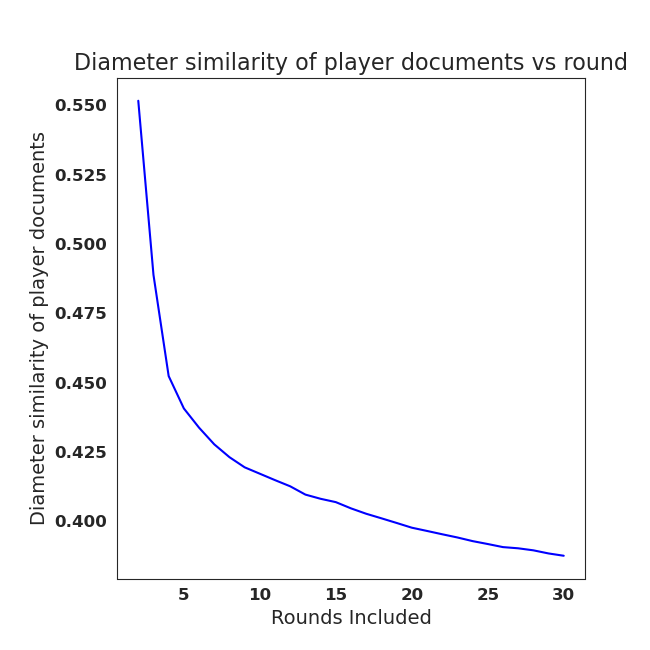 Diameter similarity of player documents vs round
Diameter similarity of player documents
0.550
0.525
0.500
0.475
0.450
0.425
0.400
5 10 15 20 25 30
Rounds Included